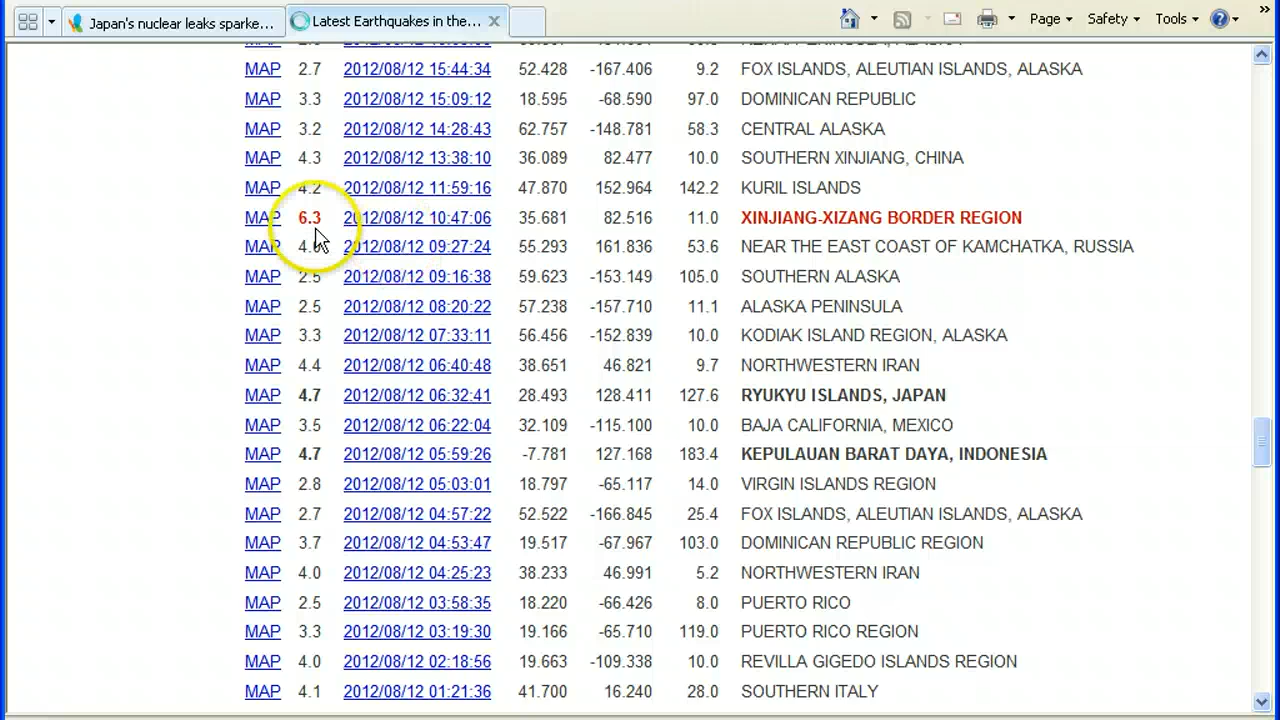 Japan's nuclear leaks sparke... Latest Earthquakes in the... Page Safety Tools
MAP 2.7 2012/08/12 15:44:34 52.427 -167.406 9.2 FOX ISLANDS, ALEUTIAN ISLANDS, ALASKA
MAP 3.3 2012/08/12 15:09:12 18.595 -68.590 97.0 DOMINICAN REPUBLIC
MAP 3.2 2012/08/12 14:28:43 62.757 -148.781 58.3 CENTRAL ALASKA
MAP 4.3 2012/08/12 13:38:10 36.089 82.477 10.0 SOUTHERN XINJIANG, CHINA
MAP 4.2 2012/08/12 11:59:16 47.870 152.964 142.2 KURIL ISLANDS
MAP 6.3 2012/08/12 10:47:06 35.681 82.516 11.0 XINJIANG-XIZANG BORDER REGION
MAP 2012/08/12 09:27:24 55.293 161.836 53.6 NEAR THE EAST COAST OF KAMCHATKA, RUSSIA
MAP 2.5 2012/08/12 09:16:38 59.623 -153.149 105.0 SOUTHERN ALASKA
MAP 2.5 2012/08/12 08:20:22 57.238 -157.710 11.1 ALASKA PENINSULA
MAP 3.3 2012/08/12 07:33:11 56.456 -152.839 10.0 KODIAK ISLAND REGION, ALASKA
MAP 4.4 2012/08/12 06:40:48 38.651 46.821 9.7 NORTHWESTERN IRAN
MAP 4.7 2012/08/12 06:32:41 28.493 128.411 127.6 RYUKYU ISLANDS, JAPAN
MAP 3.5 2012/08/12 06:22:04 32.109 -115.100 10.0 BAJA CALIFORNIA, MEXICO
MAP 4.7 2012/08/12 05:59:26 -7.781 127.168 183.4 KEPULAUAN BARAT DAYA, INDONESIA
MAP 2.8 2012/08/12 05:03:01 18.797 -65.117 14.0 VIRGIN ISLANDS REGION
MAP 2.7 2012/08/12 04:57:22 52.522 -166.845 25.4 FOX ISLANDS, ALEUTIAN ISLANDS, ALASKA
MAP 3.7 2012/08/12 04:53:47 19.517 -67.967 103.0 DOMINICAN REPUBLIC REGION
MAP 4.0 2012/08/12 04:25:23 38.233 46.991 5.2 NORTHWESTERN IRAN
MAP 2.5 2012/08/12 03:58:35 18.220 -66.426 8.0 PUERTO RICO
MAP 3.3 2012/08/12 03:19:30 19.166 -65.710 119.0 PUERTO RICO REGION
MAP 4.0 2012/08/12 02:18:56 19.663 -109.338 10.0 REVILLA GIGEDO ISLANDS REGION
MAP 4.1 2012/08/12 01:21:36 41.700 16.240 28.0 SOUTHERN ITALY